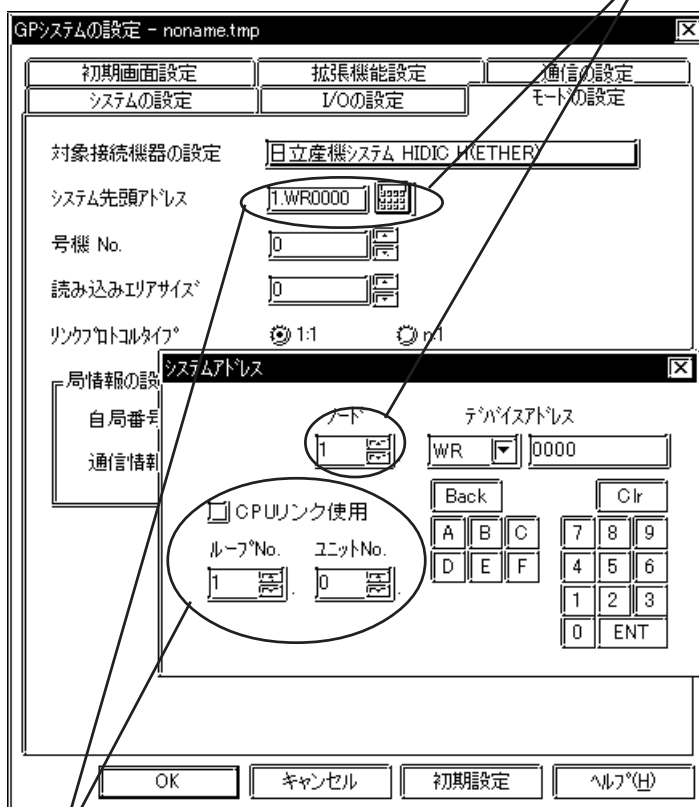 GPシステムの設定 - noname.tmp
初期画面設定 拡張機能設定 通信の設定
システムの設定 I/Oの設定 モードの設定
対象接続機器の設定 日立産機システム HIDIC H(ETHER)
システム先頭アドレス 1.WR0000
号機 No. 0
読み込みエリアサイズ 0
リンクプロトコルタイプ 1:1 n:1
局情報の設
自局番号
通信情報
システムアドレス
ノード デバイスアドレス
1 WR 0000
Back Clr
CPUリンク使用
A B C 7 8 9
ループNo. ユニットNo.
D E F 4 5 6
1 . 0 .
1 2 3
0 ENT
OK キャンセル 初期設定 ヘルプ(H)